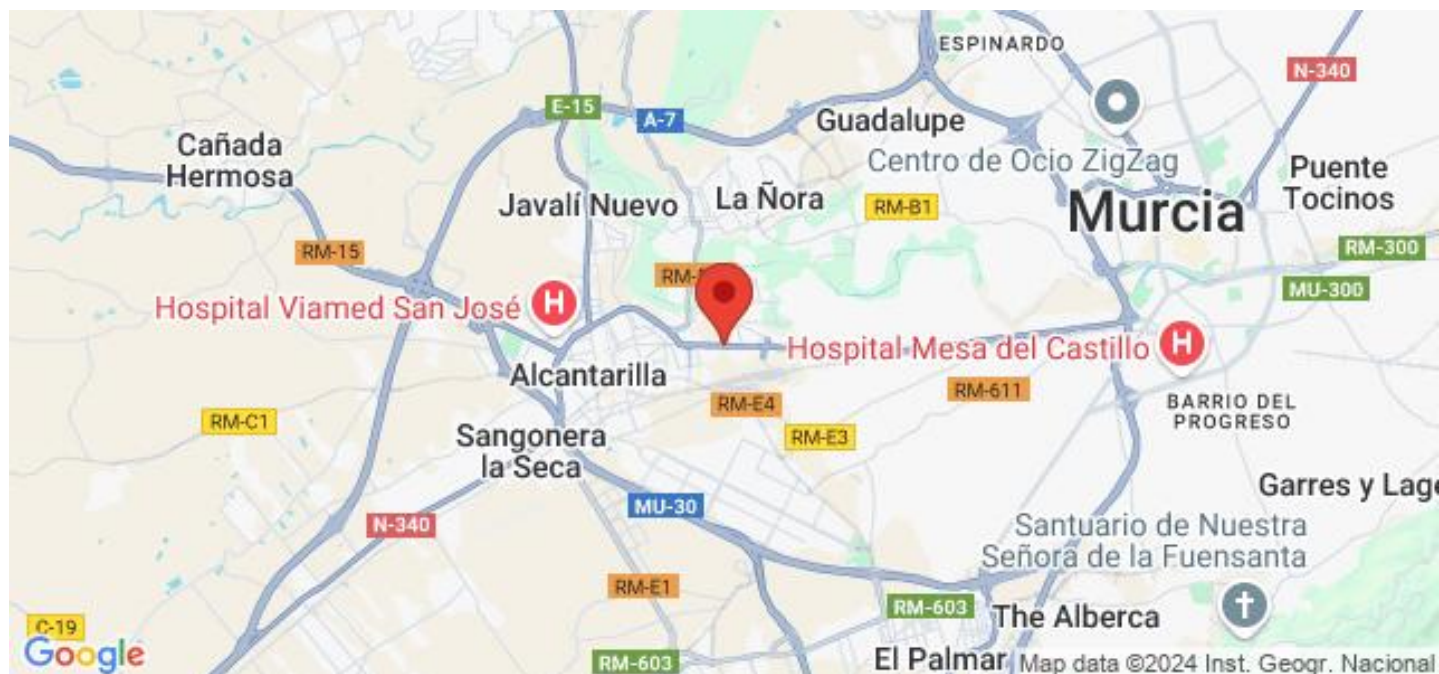 ESPINARDO
N-340
E-15
A-7
Guadalupe
Cañada
Hermosa
Centro de Ocio ZigZag
Puente
Tocinos
Javalí Nuevo
La Ñora
RM-B1
Murcia
RM-15
RM-300
MU-300
Hospital Viamed San José
H
Hospital Mesa del Castillo
H
Alcantarilla
RM-E4
RM-611
BARRIO DEL
PROGRESO
RM-C1
Sangonera
la Seca
RM-E3
Garres y Lage
MU-30
N-340
Santuario de Nuestra
Señora de la Fuensanta
RM-E1
RM-603
The Alberca
C-19
Google
RM-603
El Palmar
Map data ©2024 Inst. Geogr. Nacional